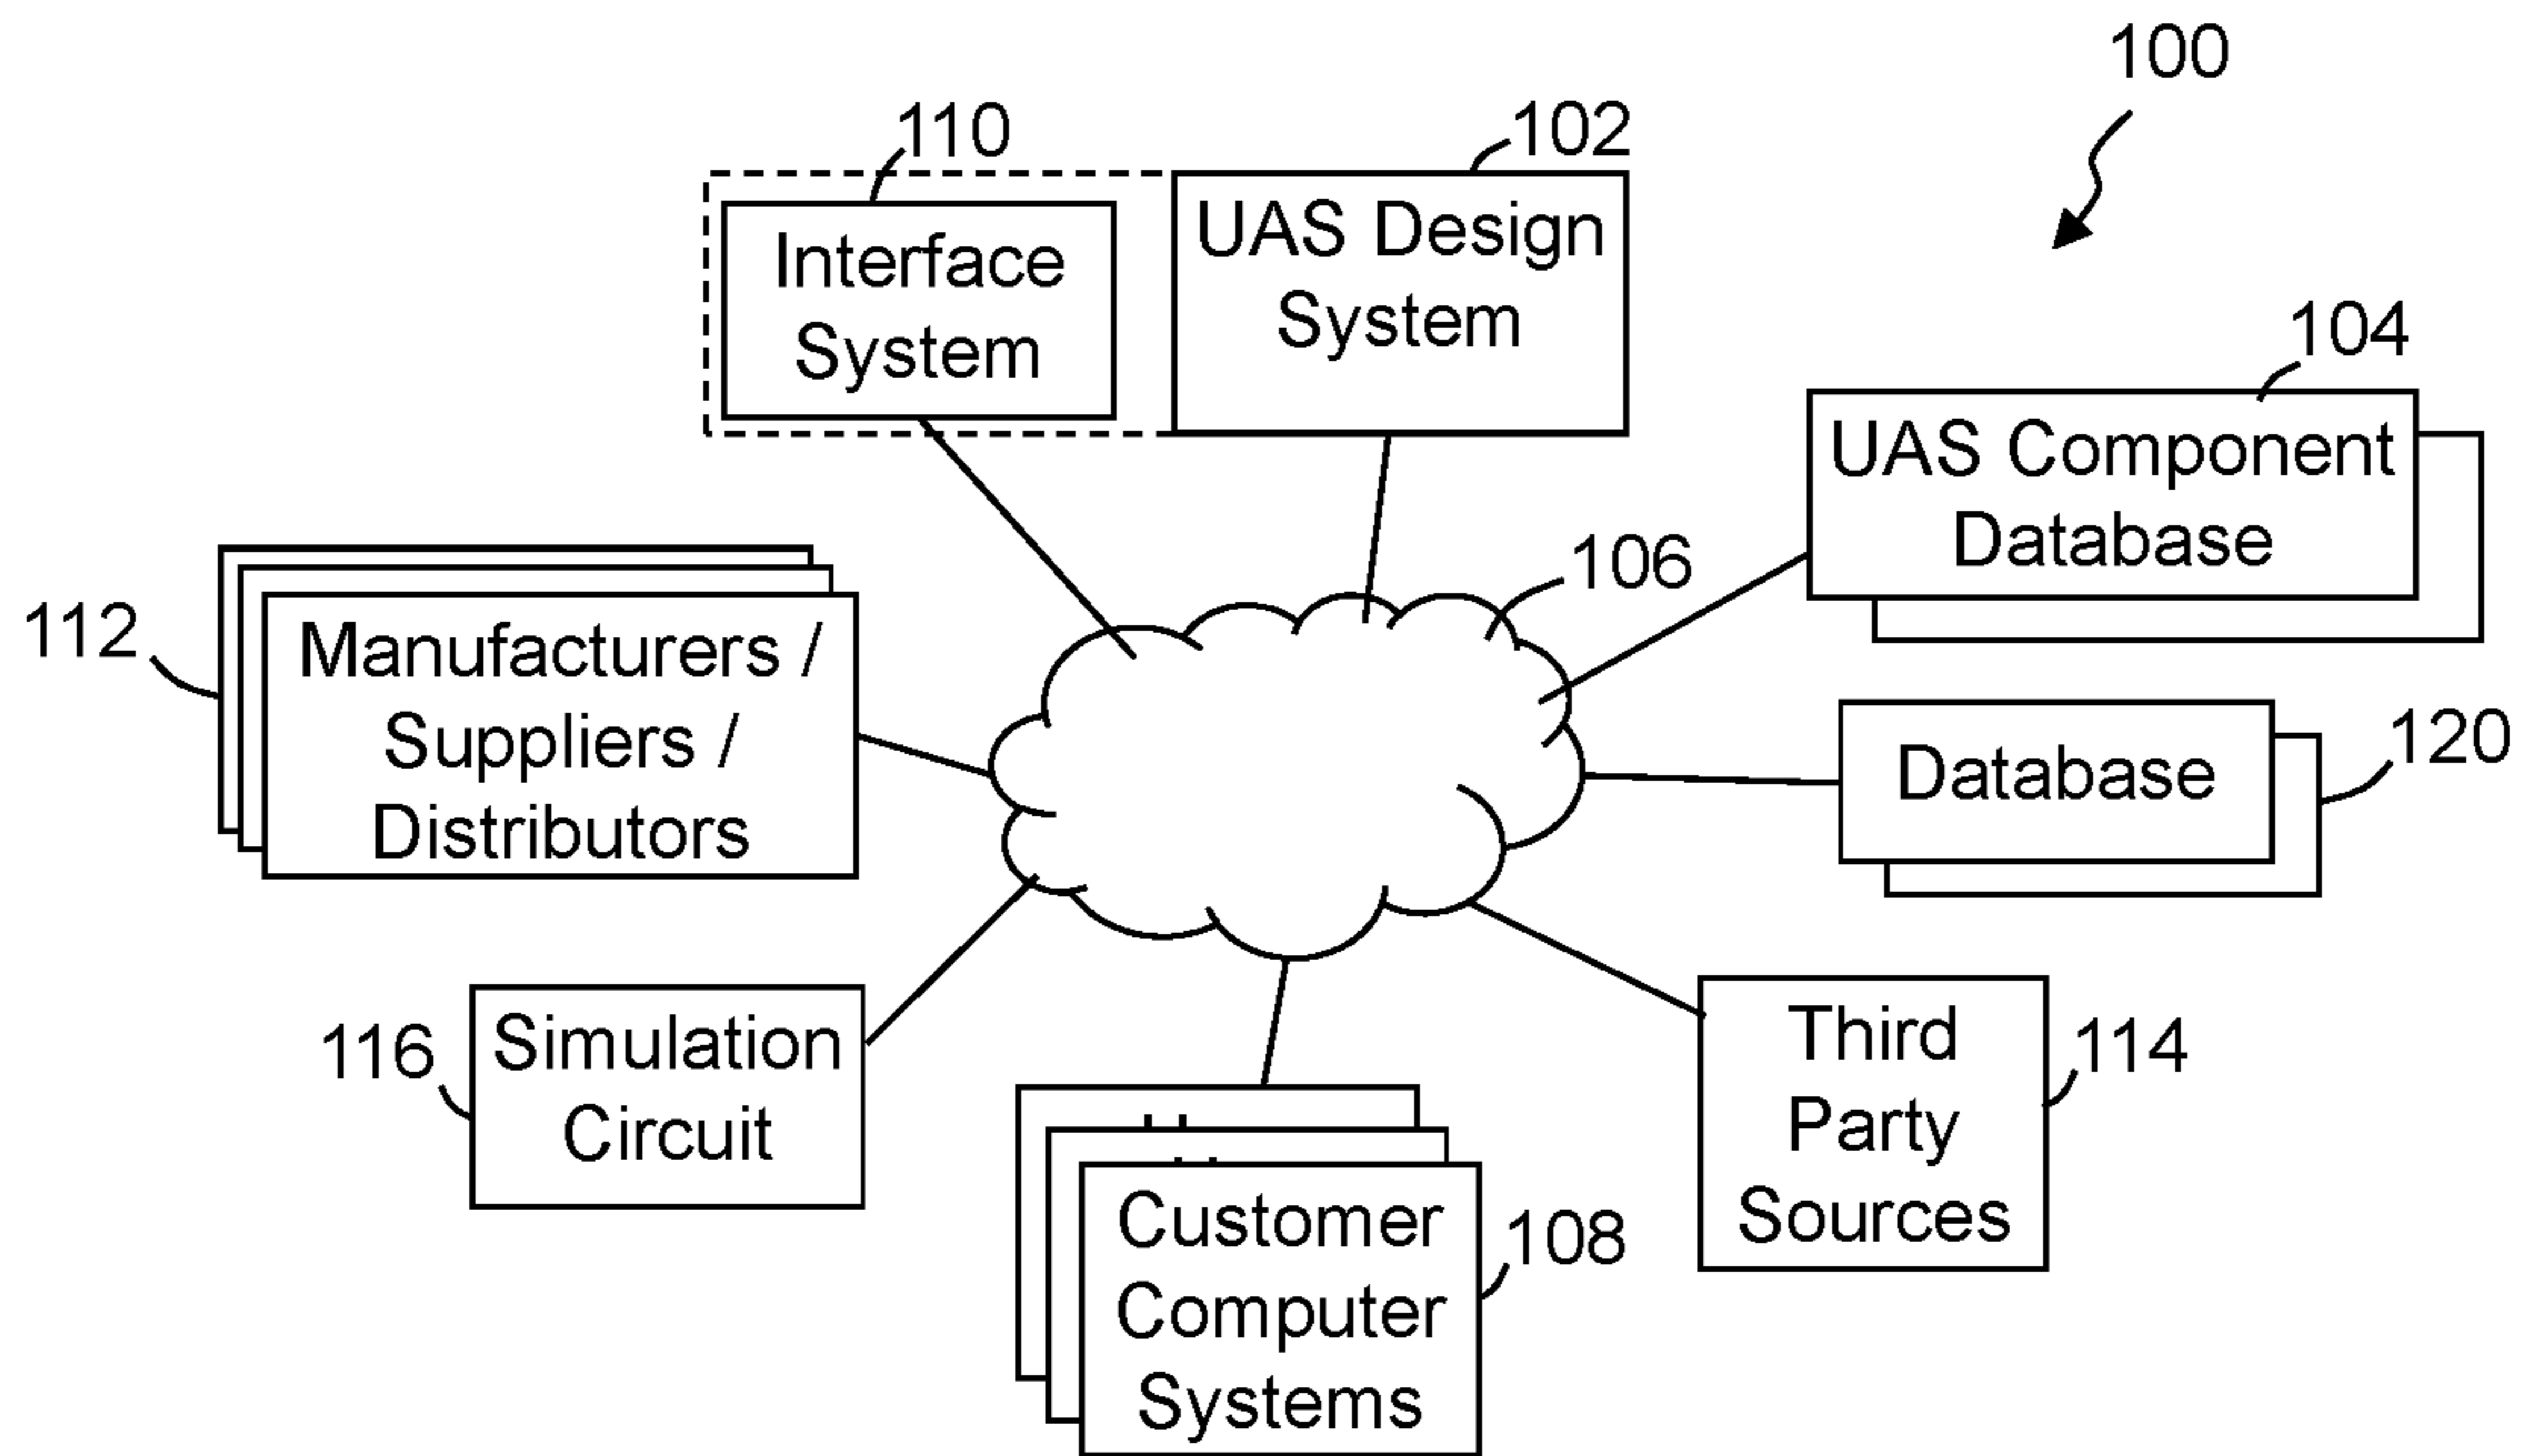 100
110
102
Interface
System
UAS Design
System
104
UAS Component
Database
106
112
Manufacturers /
Suppliers /
Distributors
Database
120
116
Simulation
Circuit
Third
Party
Sources
114
Customer
Computer
Systems
108